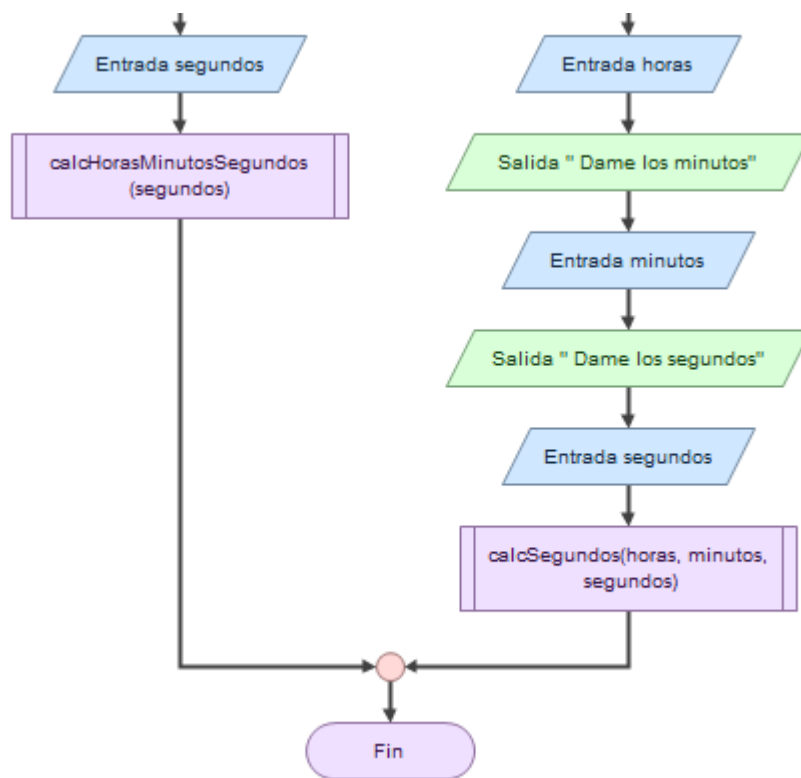 Entrada segundos
calcHorasMinutosSegundos
(segundos)
Entrada horas
Salida " Dame los minutos"
Entrada minutos
Salida " Dame los segundos"
Entrada segundos
calcSegundos(horas, minutos,
segundos)
Fin